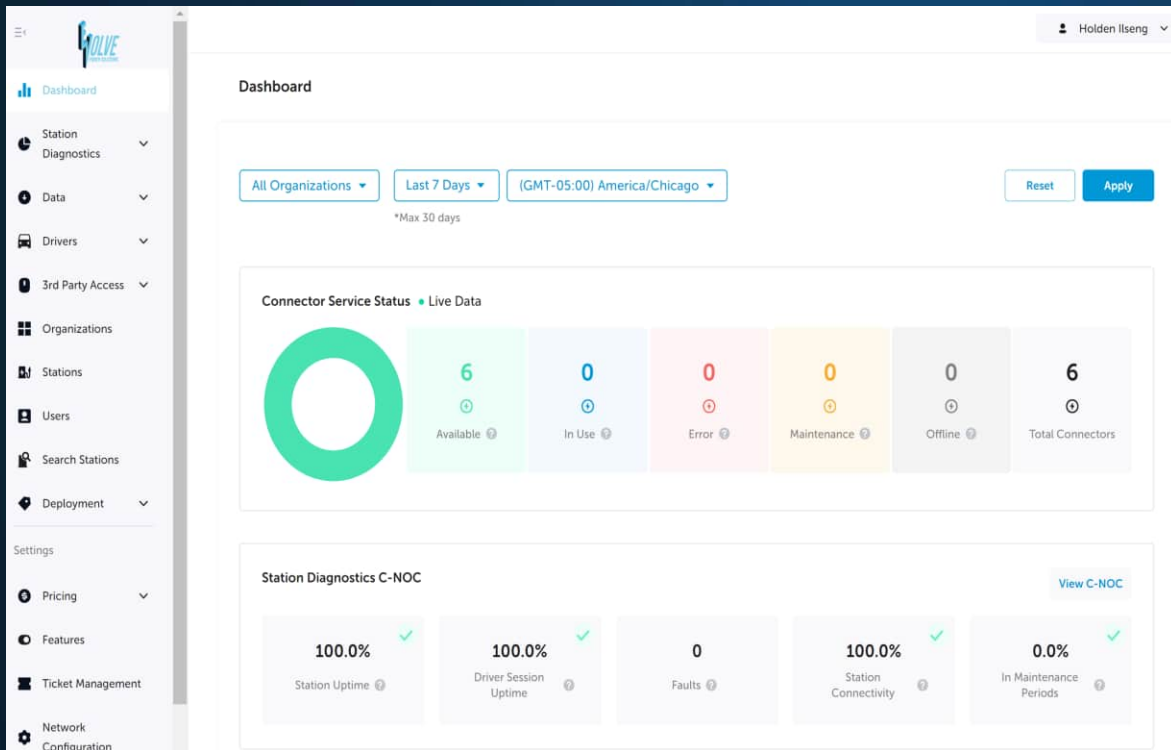 OLVE
Holden Ilseng
Dashboard
Station
Diagnostics
Data
Drivers
3rd Party Access
Organizations
Stations
Users
Search Stations
Deployment
Settings
Pricing
Features
Ticket Management
Network
Configuration
Dashboard
All Organizations
Last 7 Days
(GMT-05:00) America/Chicago
Reset
Apply
*Max 30 days
Connector Service Status • Live Data
6
Available
0
In Use
0
Error
0
Maintenance
0
Offline
6
Total Connectors
Station Diagnostics C-NOC
View C-NOC
100.0%
Station Uptime
100.0%
Driver Session
Uptime
0
Faults
100.0%
Station
Connectivity
0.0%
In Maintenance
Periods